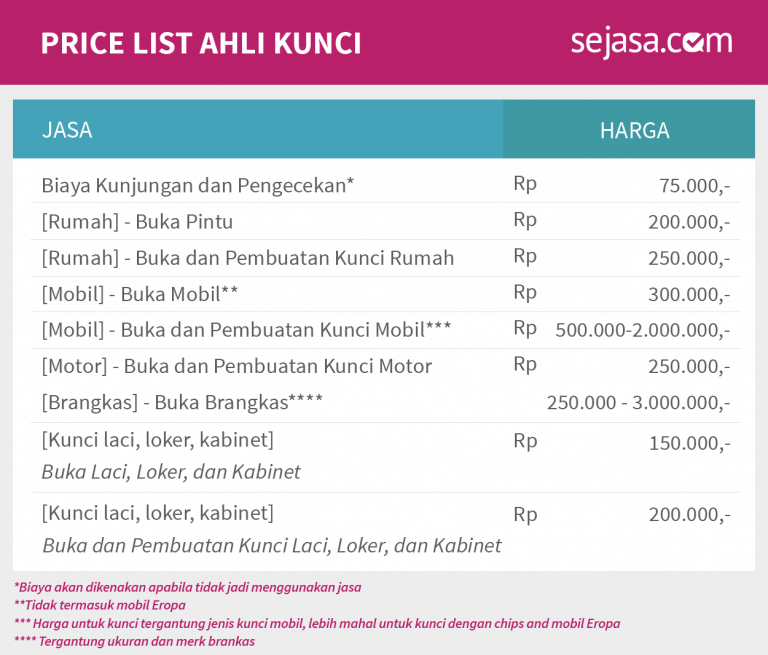 PRICE LIST AHLI KUNCI sejasa.com
JASA HARGA
Biaya Kunjungan dan Pengecekan* Rp 75.000,-
[Rumah] - Buka Pintu Rp 200.000,-
[Rumah] - Buka dan Pembuatan Kunci Rumah Rp 250.000,-
[Mobil] - Buka Mobil** Rp 300.000,-
[Mobil] - Buka dan Pembuatan Kunci Mobil*** Rp 500.000-2.000.000,-
[Motor] - Buka dan Pembuatan Kunci Motor Rp 250.000,-
[Brangkas] - Buka Brangkas**** 250.000 - 3.000.000,-
[Kunci laci, loker, kabinet] Rp 150.000,-
Buka Laci, Loker, dan Kabinet
[Kunci laci, loker, kabinet] Rp 200.000,-
Buka dan Pembuatan Kunci Laci, Loker, dan Kabinet
*Biaya akan dikenakan apabila tidak jadi menggunakan jasa
**Tidak termasuk mobil Eropa
*** Harga untuk kunci tergantung jenis kunci mobil, lebih mahal untuk kunci dengan chips and mobil Eropa
**** Tergantung ukuran dan merk brankas